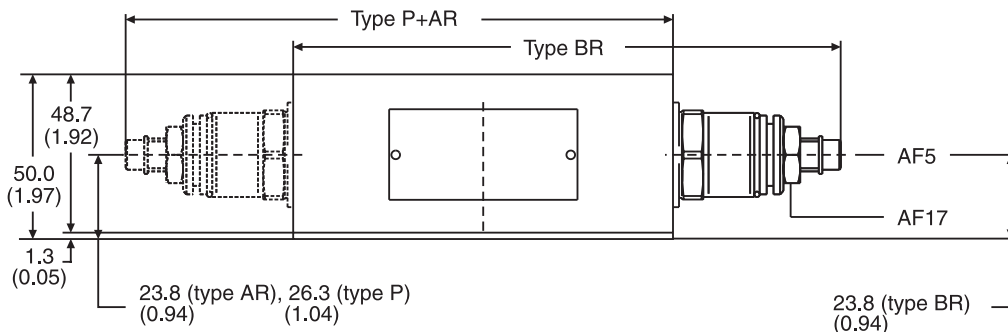 Type P+AR
Type BR
48.7
(1.92)
50.0
(1.97)
AF5
AF17
1.3
(0.05)
23.8 (type AR), 26.3 (type P)
(0.94) (1.04)
23.8 (type BR)
(0.94)